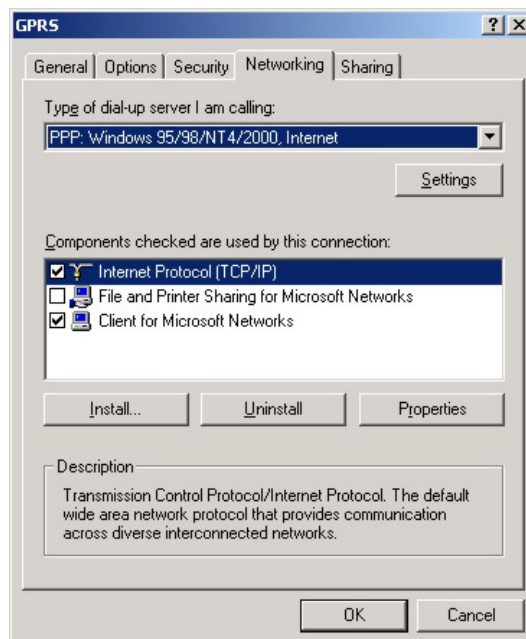 GPRS
General Options Security Networking Sharing
Type of dial-up server I am calling:
PPP: Windows 95/98/NT4/2000, Internet
Settings
Components checked are used by this connection:
Internet Protocol (TCP/IP)
File and Printer Sharing for Microsoft Networks
Client for Microsoft Networks
Install... Uninstall Properties
Description
Transmission Control Protocol/Internet Protocol. The default
wide area network protocol that provides communication
across diverse interconnected networks.
OK Cancel